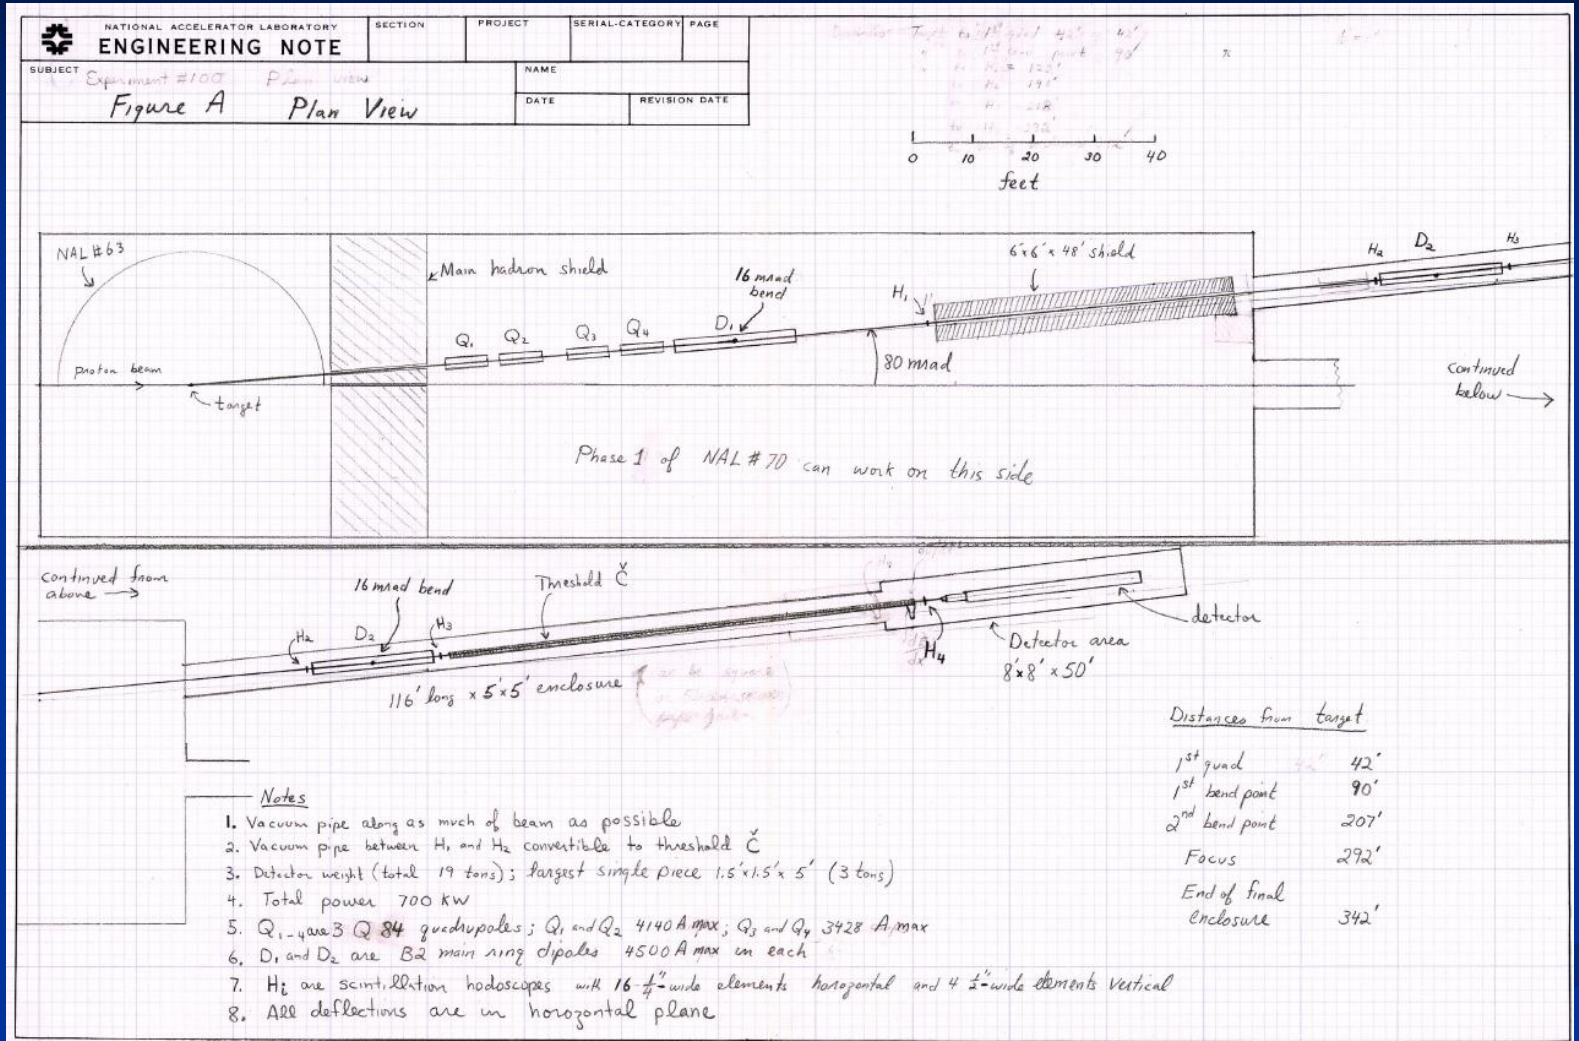 NATIONAL ACCELERATOR LABORATORY
ENGINEERING NOTE
SECTION
PROJECT
SERIAL-CATEGORY
PAGE
SUBJECT
Experiment #100 Plan view
Figure A Plan View
NAME
DATE
REVISION DATE
0 10 20 30 40
feet
NAL #63
Main hadron shield
16 mrad
bend
6'x6'x48' shield
H2
D2
H3
Q1
Q2
Q3
Q4
D1
H1
proton beam
target
80 mrad
continued
below
Phase 1 of NAL #70 can work on this side
continued from
above
16 mrad bend
Threshold Č
H2
D2
H3
H4
detector
Detector area
8'x8'x50'
116' long x 5'x5' enclosure
Distances from target
1st quad 42'
1st bend point 90'
2nd bend point 207'
Focus 292'
End of final
enclosure 342'
Notes
1. Vacuum pipe along as much of beam as possible
2. Vacuum pipe between H1 and H2 convertible to threshold Č
3. Detector weight (total 19 tons); largest single piece 1.5'x1.5'x 5' (3 tons)
4. Total power 700 KW
5. Q1-4 are 3 Q 84 quadrupoles; Q1 and Q2 4140 A max; Q3 and Q4 3428 A max
6. D1 and D2 are B2 main ring dipoles 4500 A max in each
7. Hi are scintillation hodoscopes with 16-1/4"-wide elements horozontal and 4 1/2"-wide elements vertical
8. All deflections are in horozontal plane